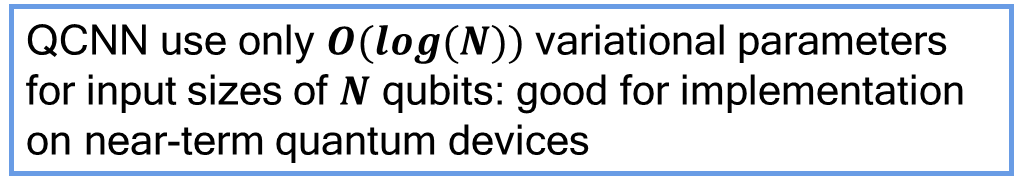 QCNN use only O(log(N)) variational parameters
for input sizes of N qubits: good for implementation
on near-term quantum devices